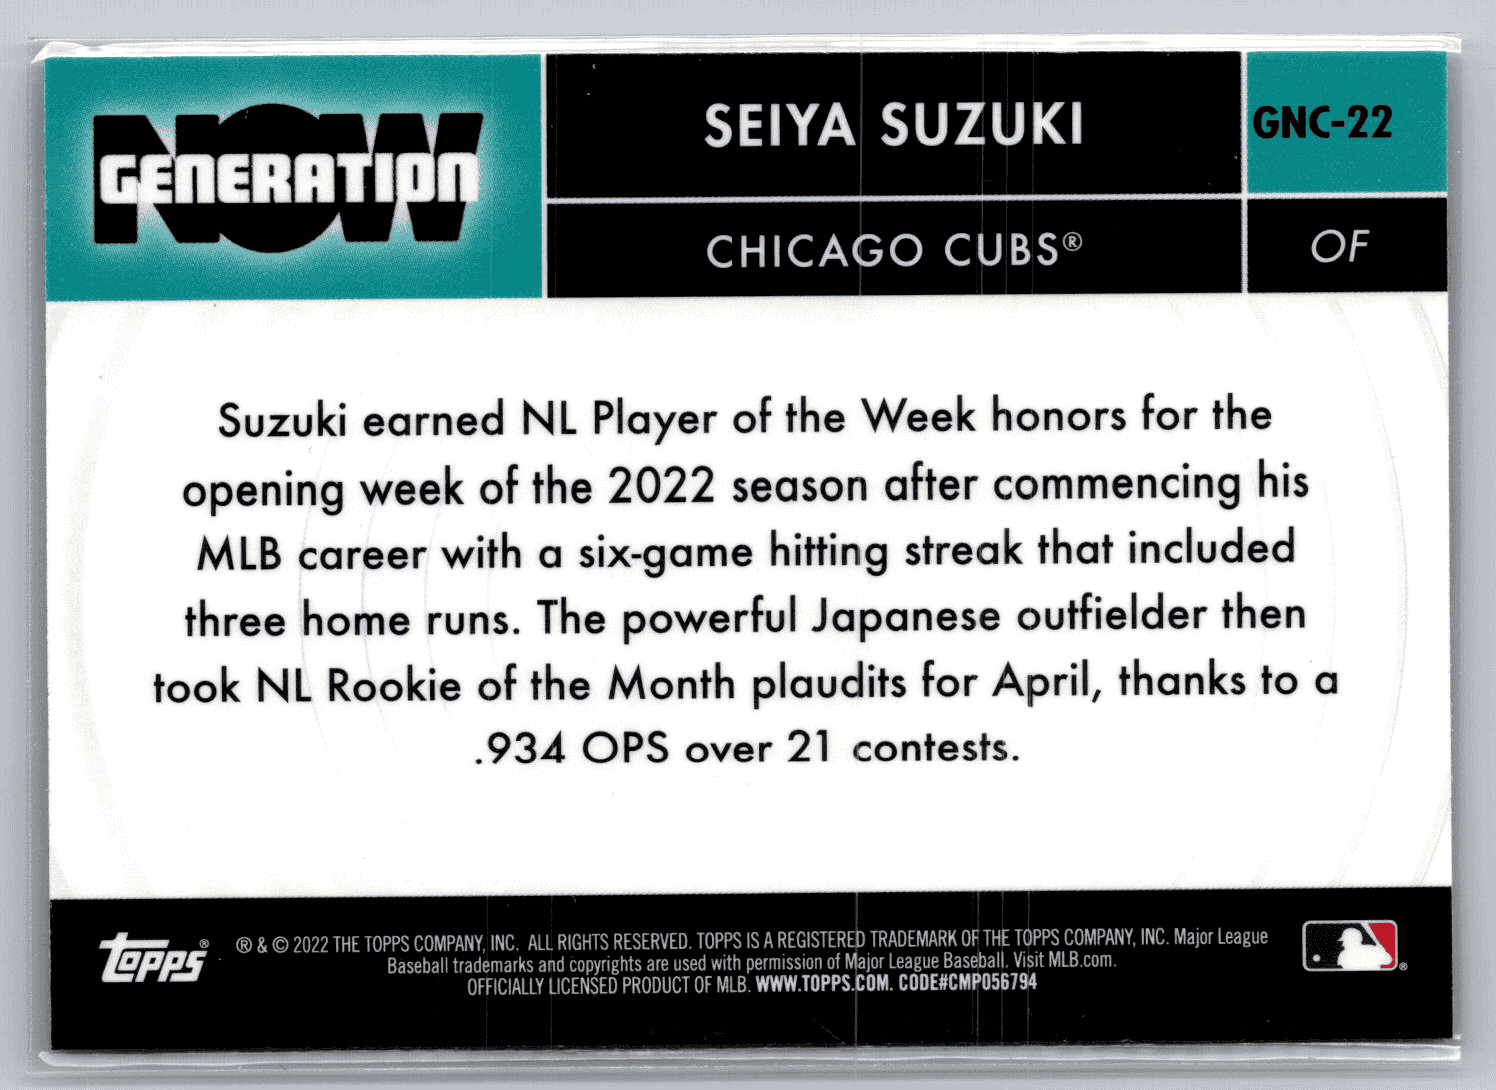 NOW
GENERATION
SEIYA SUZUKI
GNC-22
CHICAGO CUBS®
OF
Suzuki earned NL Player of the Week honors for the
opening week of the 2022 season after commencing his
MLB career with a six-game hitting streak that included
three home runs. The powerful Japanese outfielder then
took NL Rookie of the Month plaudits for April, thanks to a
.934 OPS over 21 contests.
Topps®
® & © 2022 THE TOPPS COMPANY, INC. ALL RIGHTS RESERVED. TOPPS IS A REGISTERED TRADEMARK OF THE TOPPS COMPANY, INC. Major League
Baseball trademarks and copyrights are used with permission of Major League Baseball. Visit MLB.com.
OFFICIALLY LICENSED PRODUCT OF MLB. WWW.TOPPS.COM. CODE#CMP056794
®